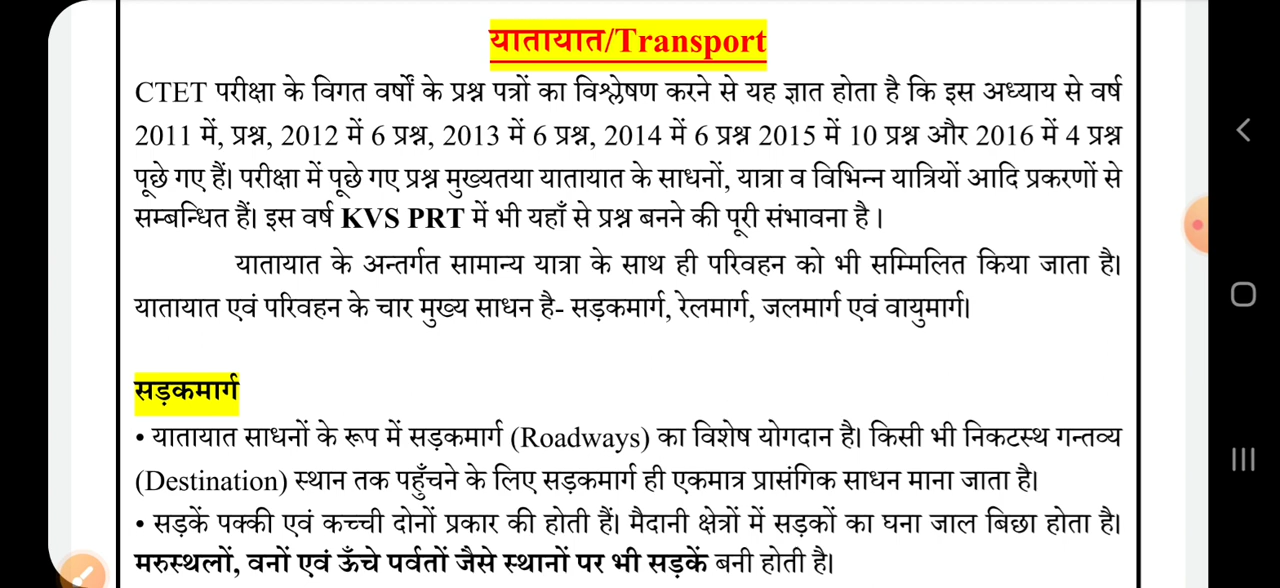 यातायात/Transport
CTET परीक्षा के विगत वर्षों के प्रश्न पत्रों का विश्लेषण करने से यह ज्ञात होता है कि इस अध्याय से वर्ष
2011 में, प्रश्न, 2012 में 6 प्रश्न, 2013 में 6 प्रश्न, 2014 में 6 प्रश्न 2015 में 10 प्रश्न और 2016 में 4 प्रश्न
पूछे गए हैं। परीक्षा में पूछे गए प्रश्न मुख्यतया यातायात के साधनों, यात्रा व विभिन्न यात्रियों आदि प्रकरणों से
सम्बन्धित हैं। इस वर्ष KVS PRT में भी यहाँ से प्रश्न बनने की पूरी संभावना है ।
यातायात के अन्तर्गत सामान्य यात्रा के साथ ही परिवहन को भी सम्मिलित किया जाता है।
यातायात एवं परिवहन के चार मुख्य साधन है- सड़कमार्ग, रेलमार्ग, जलमार्ग एवं वायुमार्ग।
सड़कमार्ग
• यातायात साधनों के रूप में सड़कमार्ग (Roadways) का विशेष योगदान है। किसी भी निकटस्थ गन्तव्य
(Destination) स्थान तक पहुँचने के लिए सड़कमार्ग ही एकमात्र प्रासंगिक साधन माना जाता है।
• सड़कें पक्की एवं कच्ची दोनों प्रकार की होती हैं। मैदानी क्षेत्रों में सड़कों का घना जाल बिछा होता है।
मरुस्थलों, वनों एवं ऊँचे पर्वतों जैसे स्थानों पर भी सड़कें बनी होती है।